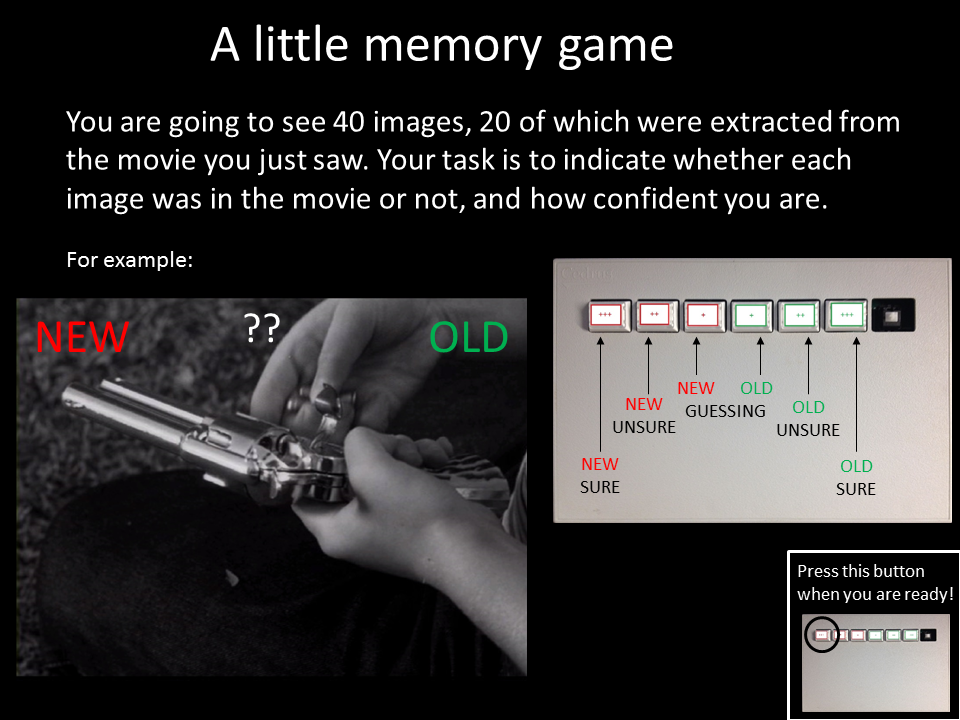 A little memory game
You are going to see 40 images, 20 of which were extracted from
the movie you just saw. Your task is to indicate whether each
image was in the movie or not, and how confident you are.
For example:
NEW ?? OLD
+++ ++ + + ++ +++
NEW OLD
GUESSING
NEW
UNSURE
OLD
UNSURE
NEW
SURE
OLD
SURE
Press this button
when you are ready!